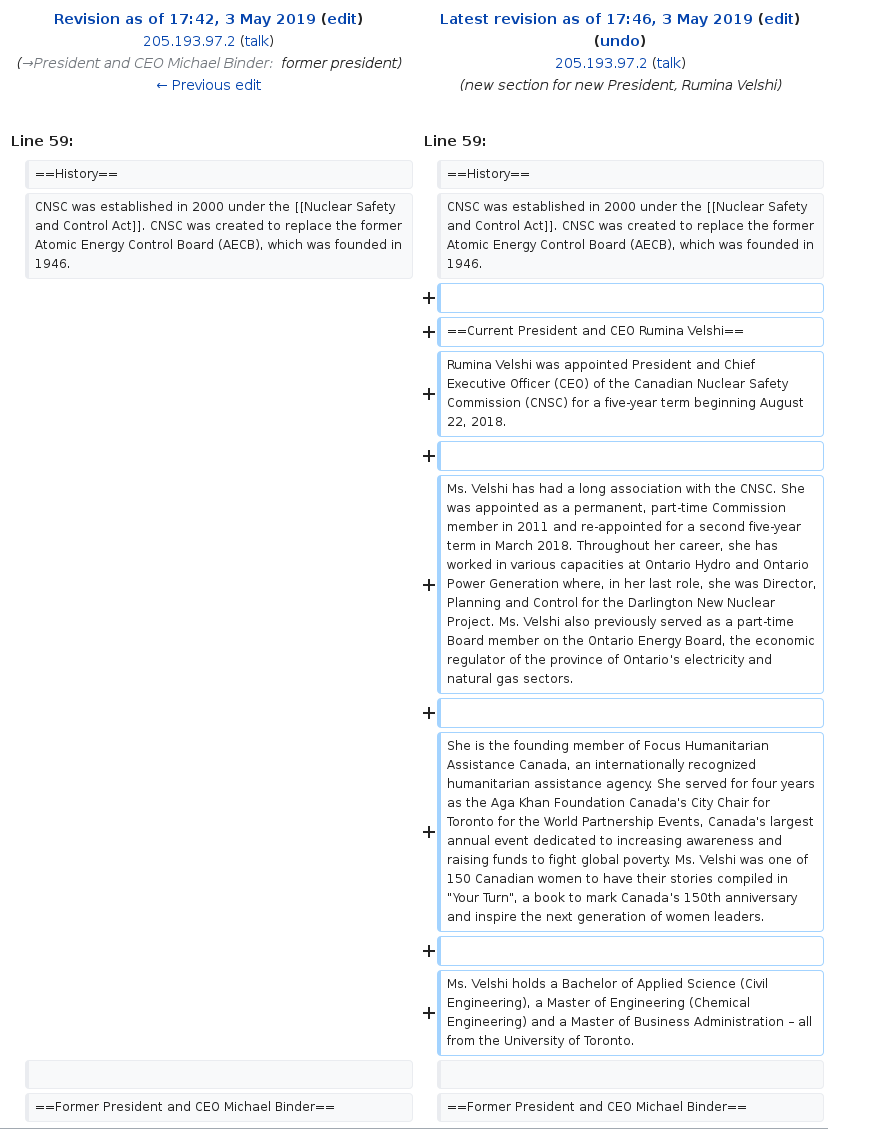 Revision as of 17:42, 3 May 2019 (edit)
205.193.97.2 (talk)
(→President and CEO Michael Binder: former president)
← Previous edit
Latest revision as of 17:46, 3 May 2019 (edit)
(undo)
205.193.97.2 (talk)
(new section for new President, Rumina Velshi)
Line 59:
Line 59:
==History==
==History==
CNSC was established in 2000 under the [[Nuclear Safety
and Control Act]]. CNSC was created to replace the former
Atomic Energy Control Board (AECB), which was founded in
1946.
CNSC was established in 2000 under the [[Nuclear Safety
and Control Act]]. CNSC was created to replace the former
Atomic Energy Control Board (AECB), which was founded in
1946.
+
+ ==Current President and CEO Rumina Velshi==
+ Rumina Velshi was appointed President and Chief
Executive Officer (CEO) of the Canadian Nuclear Safety
Commission (CNSC) for a five-year term beginning August
22, 2018.
+
+ Ms. Velshi has had a long association with the CNSC. She
was appointed as a permanent, part-time Commission
member in 2011 and re-appointed for a second five-year
term in March 2018. Throughout her career, she has
worked in various capacities at Ontario Hydro and Ontario
Power Generation where, in her last role, she was Director,
Planning and Control for the Darlington New Nuclear
Project. Ms. Velshi also previously served as a part-time
Board member on the Ontario Energy Board, the economic
regulator of the province of Ontario's electricity and
natural gas sectors.
+
+ She is the founding member of Focus Humanitarian
Assistance Canada, an internationally recognized
humanitarian assistance agency. She served for four years
as the Aga Khan Foundation Canada's City Chair for
Toronto for the World Partnership Events, Canada's largest
annual event dedicated to increasing awareness and
raising funds to fight global poverty. Ms. Velshi was one of
150 Canadian women to have their stories compiled in
"Your Turn", a book to mark Canada's 150th anniversary
and inspire the next generation of women leaders.
+
+ Ms. Velshi holds a Bachelor of Applied Science (Civil
Engineering), a Master of Engineering (Chemical
Engineering) and a Master of Business Administration – all
from the University of Toronto.
==Former President and CEO Michael Binder==
==Former President and CEO Michael Binder==